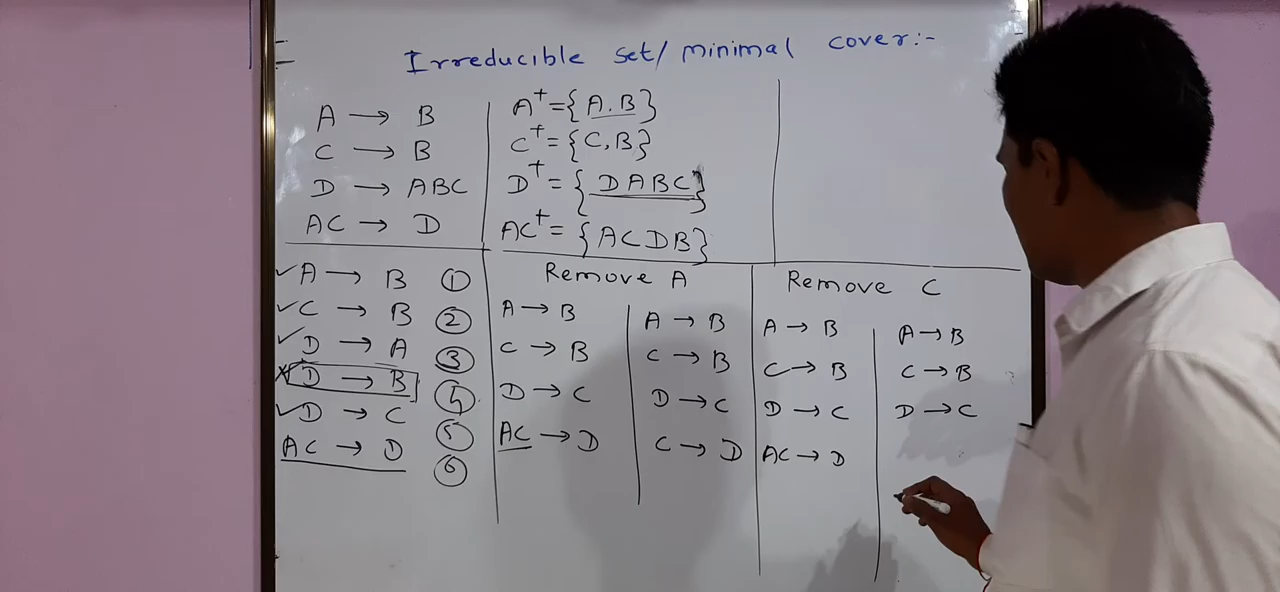 Irreducible set/ minimal cover:-
A → B
C → B
D → ABC
AC → D
A+ = {A.B}
C+ = {C,B}
D+ = {DABC}
AC+ = {ACDB}
✓A → B ①
✓C → B ②
✓D → A ③
×D → B ④
✓D → C ⑤
AC → D ⑥
Remove A
A → B
C → B
D → C
AC → D
A → B
C → B
D → C
C → D
Remove C
A → B
C → B
D → C
AC → D
A → B
C → B
D → C